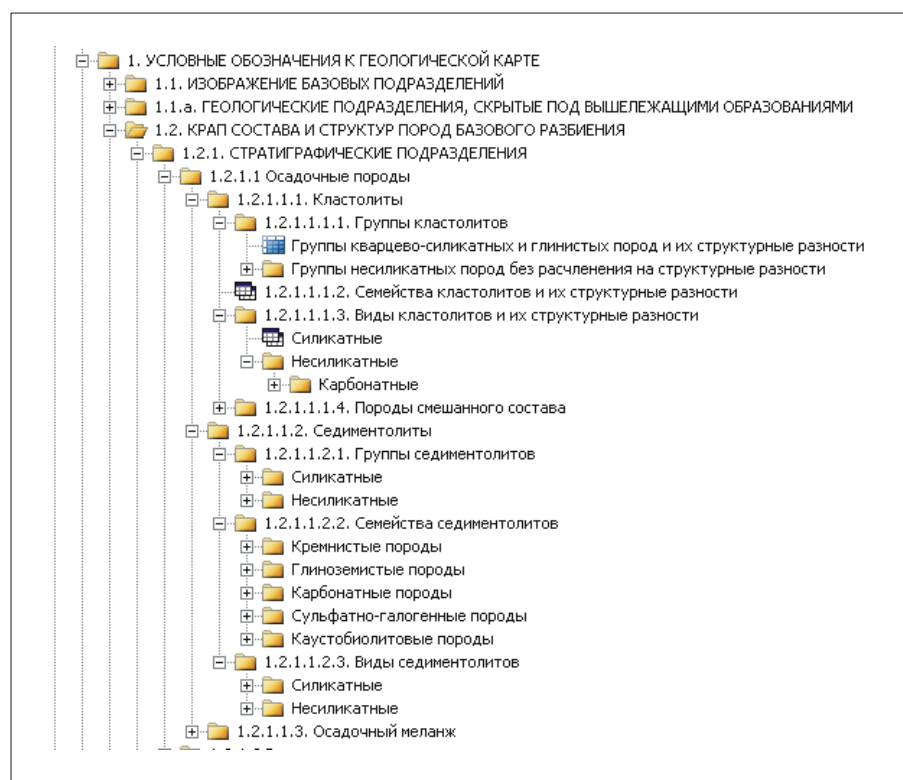 1. УСЛОВНЫЕ ОБОЗНАЧЕНИЯ К ГЕОЛОГИЧЕСКОЙ КАРТЕ
1.1. ИЗОБРАЖЕНИЕ БАЗОВЫХ ПОДРАЗДЕЛЕНИЙ
1.1.а. ГЕОЛОГИЧЕСКИЕ ПОДРАЗДЕЛЕНИЯ, СКРЫТЫЕ ПОД ВЫШЕЛЕЖАЩИМИ ОБРАЗОВАНИЯМИ
1.2. КРАП СОСТАВА И СТРУКТУР ПОРОД БАЗОВОГО РАЗБИЕНИЯ
1.2.1. СТРАТИГРАФИЧЕСКИЕ ПОДРАЗДЕЛЕНИЯ
1.2.1.1 Осадочные породы
1.2.1.1.1. Кластолиты
1.2.1.1.1.1. Группы кластолитов
Группы кварцево-силикатных и глинистых пород и их структурные разности
Группы несиликатных пород без расчленения на структурные разности
1.2.1.1.1.2. Семейства кластолитов и их структурные разности
1.2.1.1.1.3. Виды кластолитов и их структурные разности
Силикатные
Несиликатные
Карбонатные
1.2.1.1.1.4. Породы смешанного состава
1.2.1.1.2. Седиментолиты
1.2.1.1.2.1. Группы седиментолитов
Силикатные
Несиликатные
1.2.1.1.2.2. Семейства седиментолитов
Кремнистые породы
Глиноземистые породы
Карбонатные породы
Сульфатно-галогенные породы
Каустобиолитовые породы
1.2.1.1.2.3. Виды седиментолитов
Силикатные
Несиликатные
1.2.1.1.3. Осадочный меланж